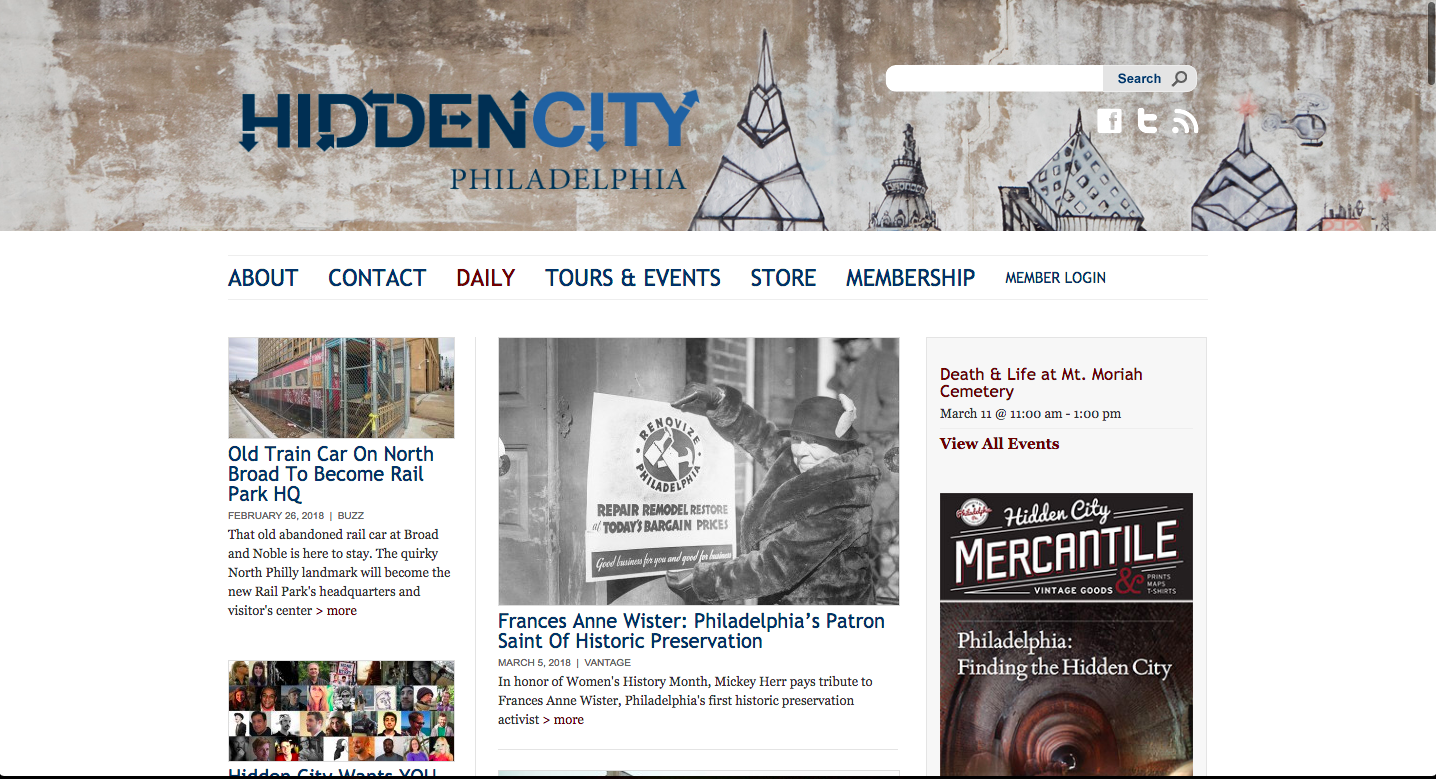 HIDDENCITY
PHILADELPHIA
Search
ABOUT CONTACT DAILY TOURS & EVENTS STORE MEMBERSHIP MEMBER LOGIN
Old Train Car On North
Broad To Become Rail
Park HQ
FEBRUARY 26, 2018 | BUZZ
That old abandoned rail car at Broad
and Noble is here to stay. The quirky
North Philly landmark will become the
new Rail Park's headquarters and
visitor's center > more
Hidden City Wants YOU
RENOVIZE
PHILADELPHIA
REPAIR REMODEL RESTORE
at TODAY'S BARGAIN PRICES
Good business for you and good for business
Frances Anne Wister: Philadelphia’s Patron
Saint Of Historic Preservation
MARCH 5, 2018 | VANTAGE
In honor of Women's History Month, Mickey Herr pays tribute to
Frances Anne Wister, Philadelphia's first historic preservation
activist > more
Death & Life at Mt. Moriah
Cemetery
March 11 @ 11:00 am - 1:00 pm
View All Events
Philadelphia
Hidden City
MERCANTILE
VINTAGE GOODS & PRINTS
MAPS
T-SHIRTS
Philadelphia:
Finding the Hidden City